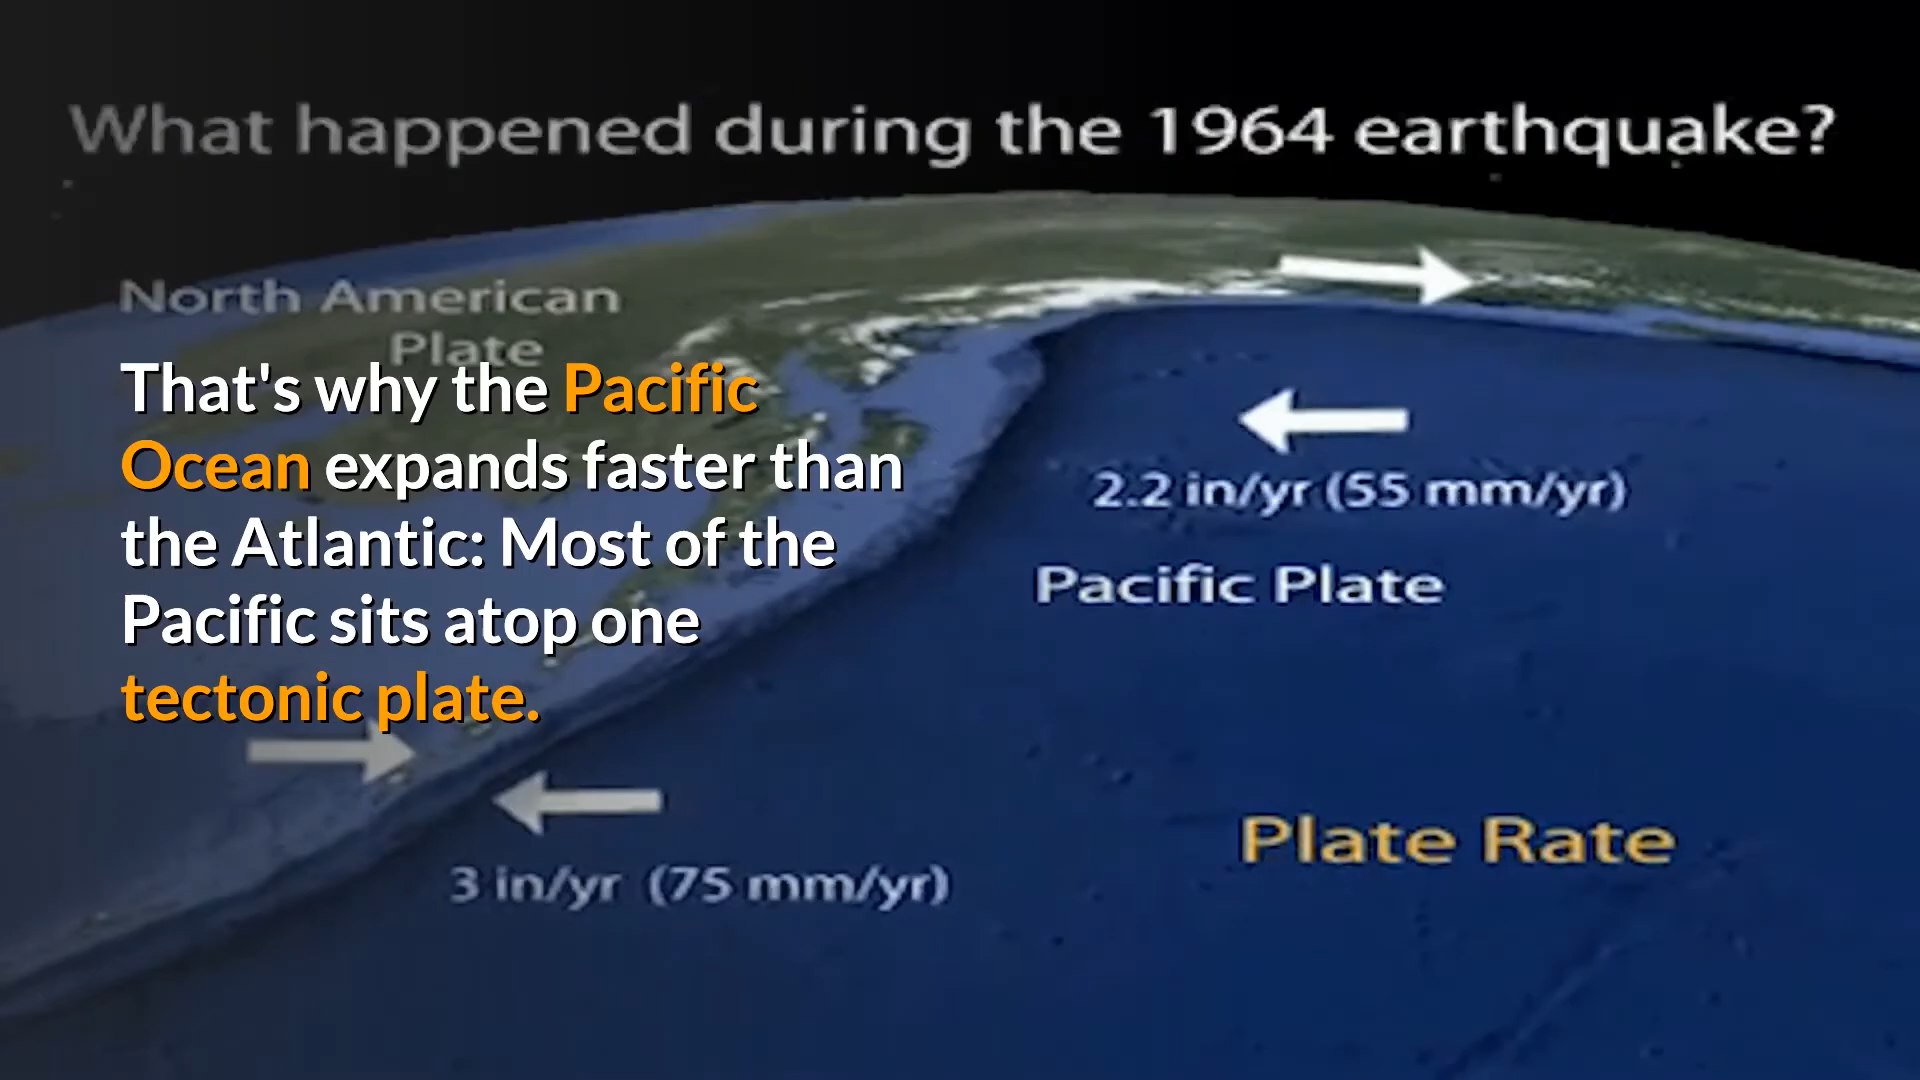 What happened during the 1964 earthquake?
North American
Plate
That's why the Pacific
Ocean expands faster than
the Atlantic: Most of the
Pacific sits atop one
tectonic plate.
2.2 in/yr (55 mm/yr)
Pacific Plate
Plate Rate
3 in/yr (75 mm/yr)